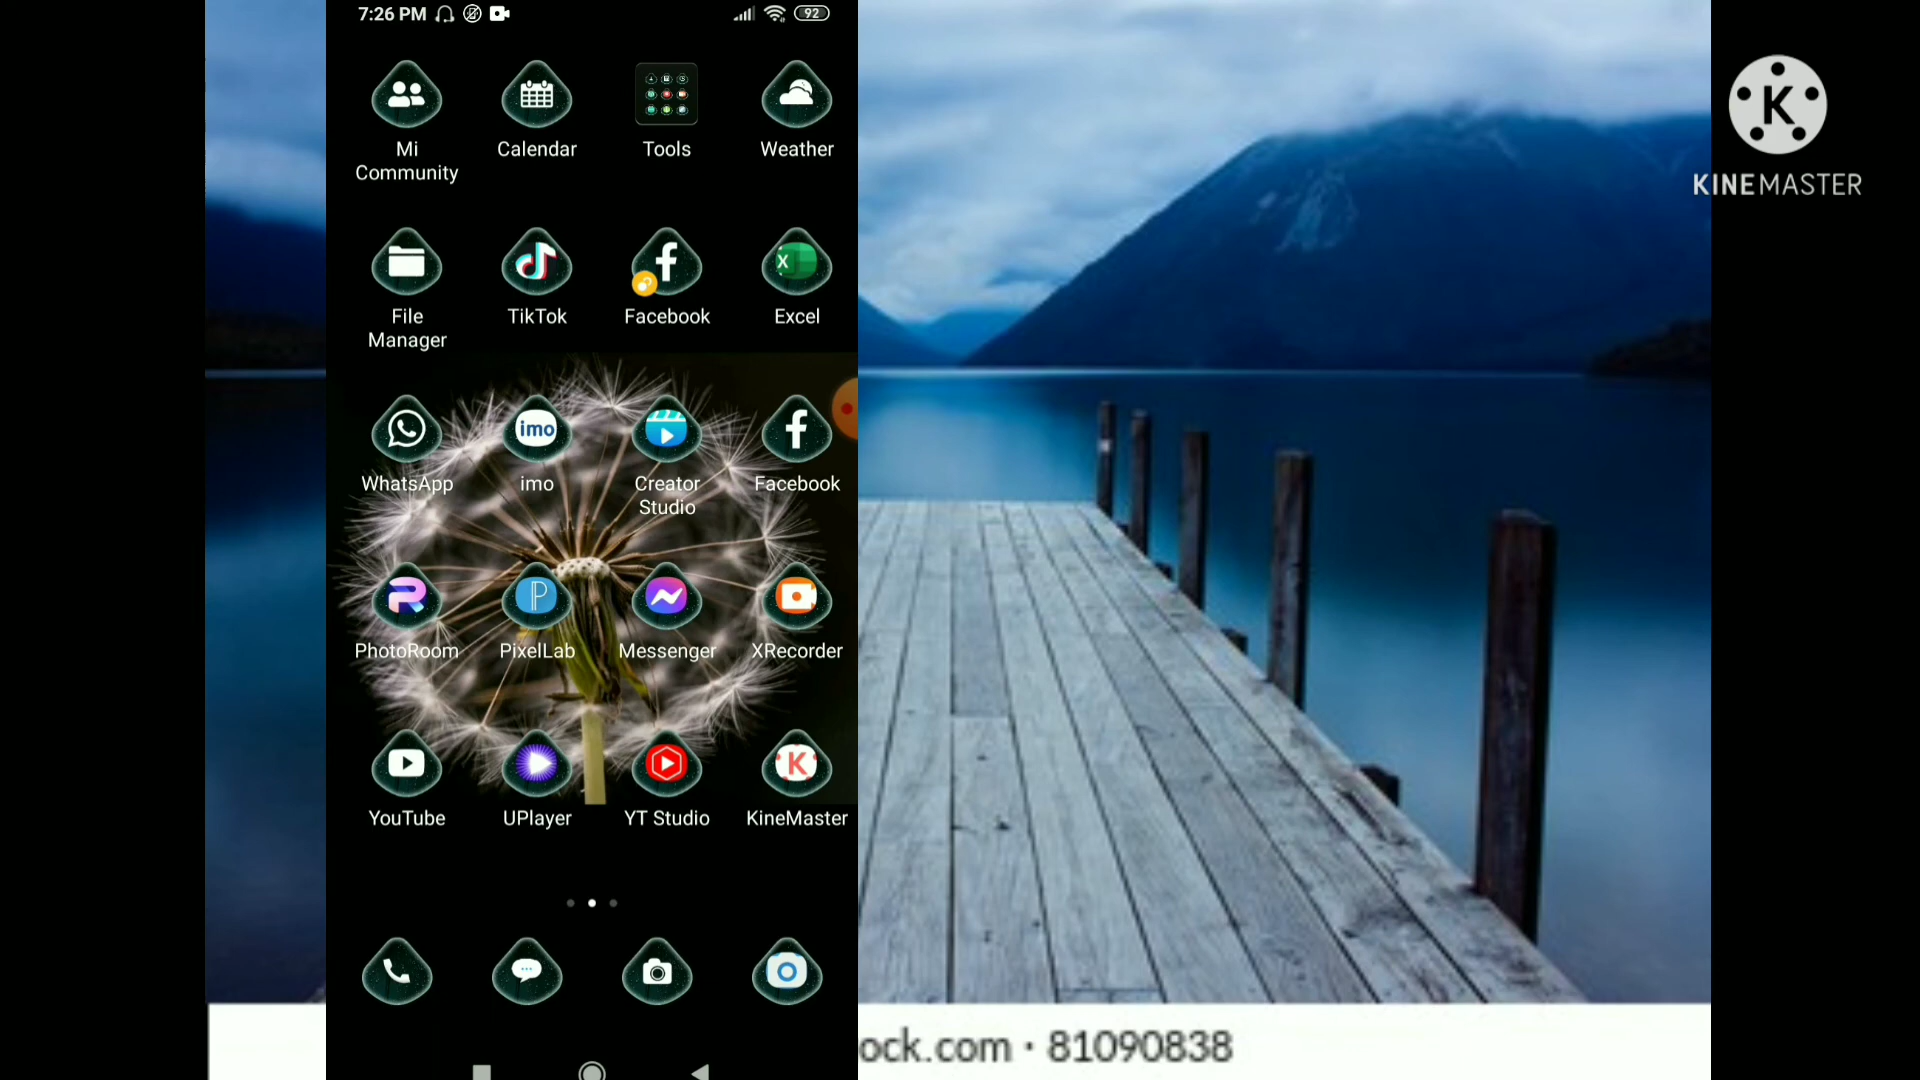 7:26 PM
92
Mi Community
Calendar
Tools
Weather
File Manager
TikTok
Facebook
Excel
WhatsApp
imo
imo
Creator Studio
Facebook
PhotoRoom
PixelLab
Messenger
XRecorder
YouTube
UPlayer
YT Studio
KineMaster
K
KINEMASTER
ock.com · 81090838